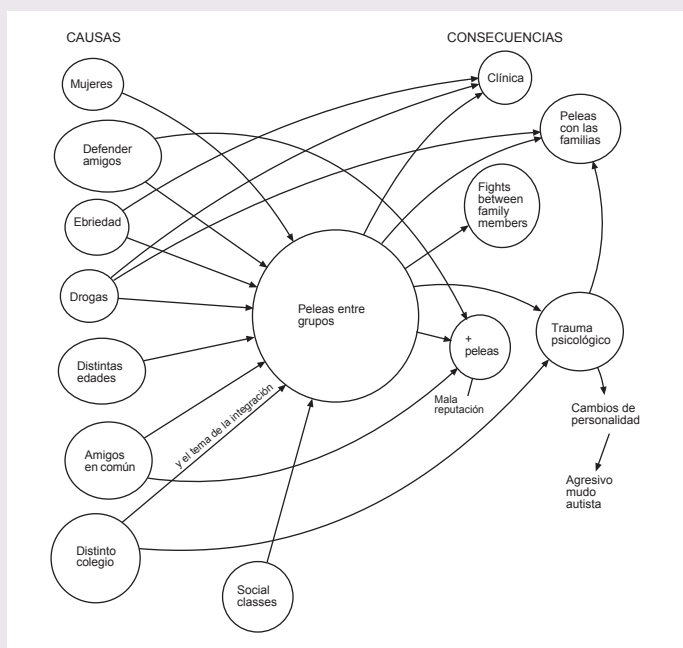 CAUSAS
CONSECUENCIAS
Mujeres
Clínica
Defender
amigos
Peleas
con las
familias
Ebriedad
Fights
between
family
members
Drogas
Peleas entre
grupos
Trauma
psicológico
+
peleas
Distintas
edades
Mala
reputación
Cambios de
personalidad
y el tema de la integración
Amigos
en común
Agresivo
mudo
autista
Distinto
colegio
Social
classes